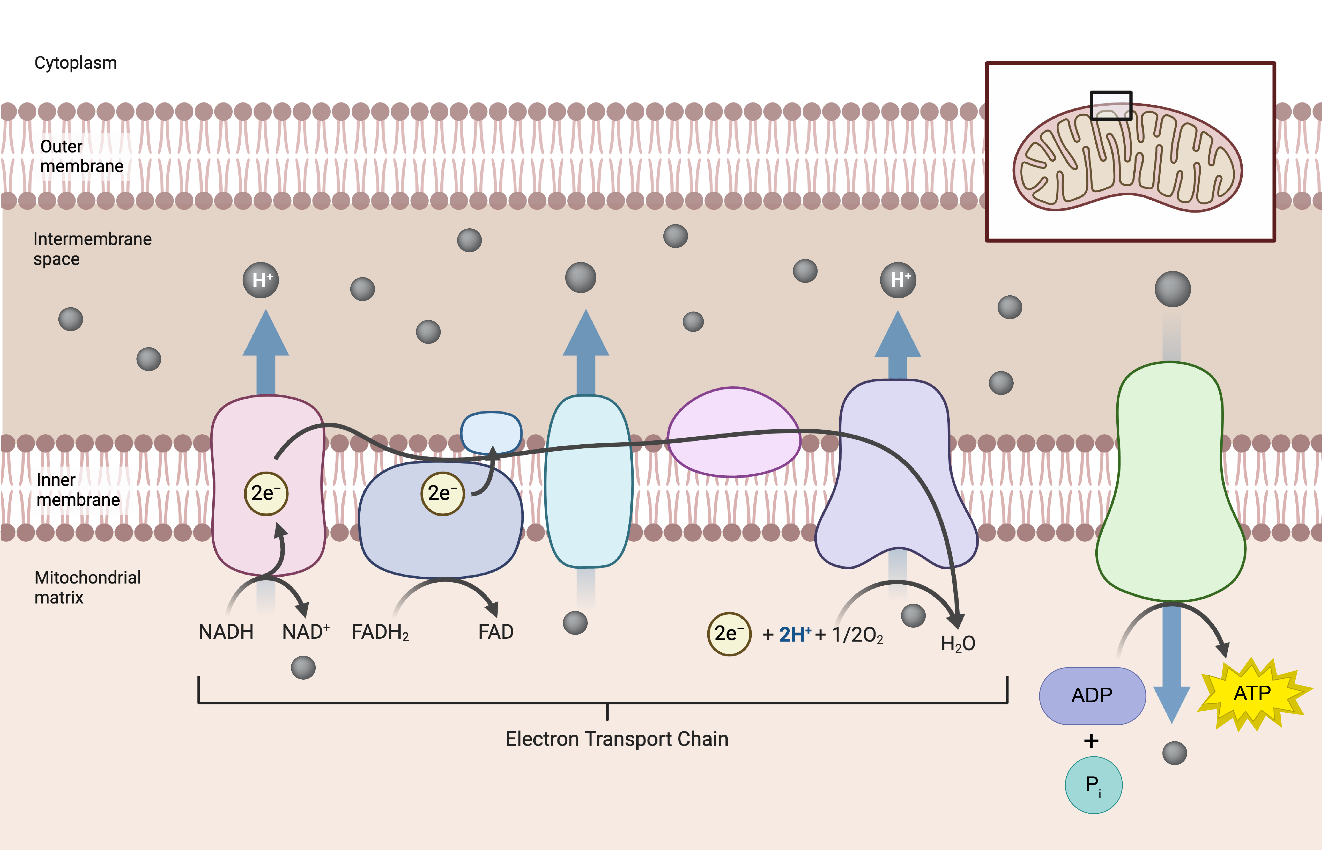 Cytoplasm
Outer
membrane
Intermembrane
space
H⁺
H⁺
Inner
membrane
2e⁻
2e⁻
Mitochondrial
matrix
NADH
NAD⁺
FADH₂
FAD
2e⁻ + 2H⁺ + 1/2O₂
H₂O
ADP
+
Pᵢ
ATP
Electron Transport Chain